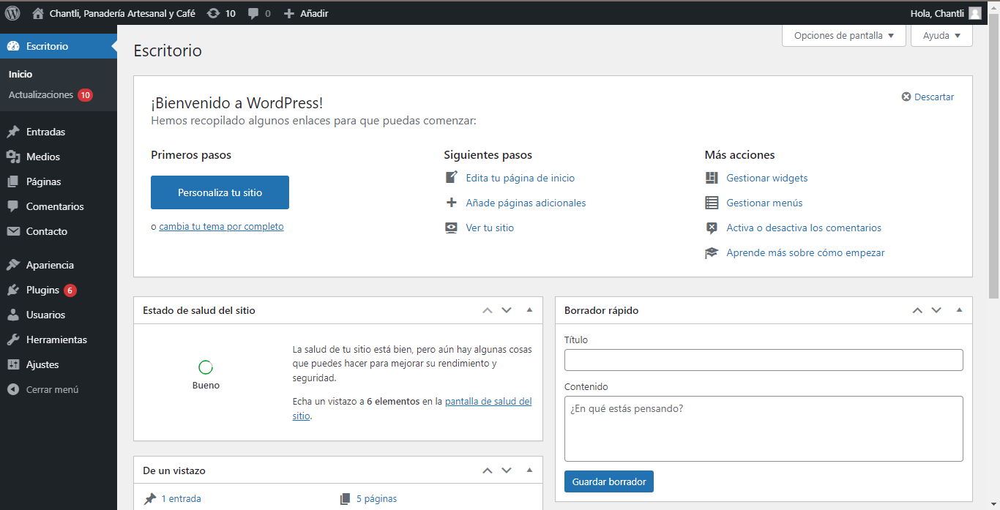 Chantli, Panadería Artesanal y Café 10 0 Añadir Hola, Chantli
Opciones de pantalla Ayuda
Escritorio
Inicio
Actualizaciones 10
Entradas
Medios
Páginas
Comentarios
Contacto
Apariencia
Plugins 6
Usuarios
Herramientas
Ajustes
Cerrar menú
Escritorio
¡Bienvenido a WordPress!
Descartar
Hemos recopilado algunos enlaces para que puedas comenzar:
Primeros pasos
Personaliza tu sitio
o cambia tu tema por completo
Siguientes pasos
Edita tu página de inicio
Añade páginas adicionales
Ver tu sitio
Más acciones
Gestionar widgets
Gestionar menús
Activa o desactiva los comentarios
Aprende más sobre cómo empezar
Estado de salud del sitio
Bueno
La salud de tu sitio está bien, pero aún hay algunas cosas
que puedes hacer para mejorar su rendimiento y
seguridad.
Echa un vistazo a 6 elementos en la pantalla de salud del
sitio.
De un vistazo
1 entrada
5 páginas
Borrador rápido
Título
Contenido
¿En qué estás pensando?
Guardar borrador